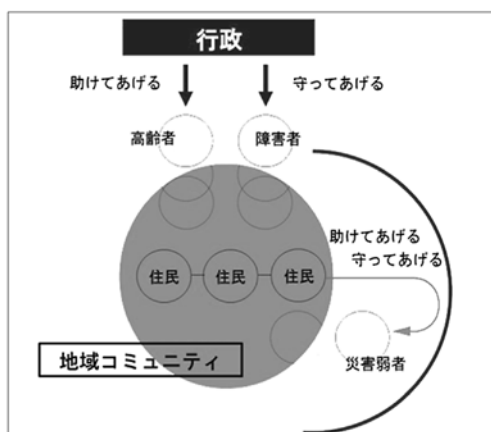 行政
助けてあげる
守ってあげる
高齢者
障害者
助けてあげる
守ってあげる
住民
住民
住民
地域コミュニティ
災害弱者